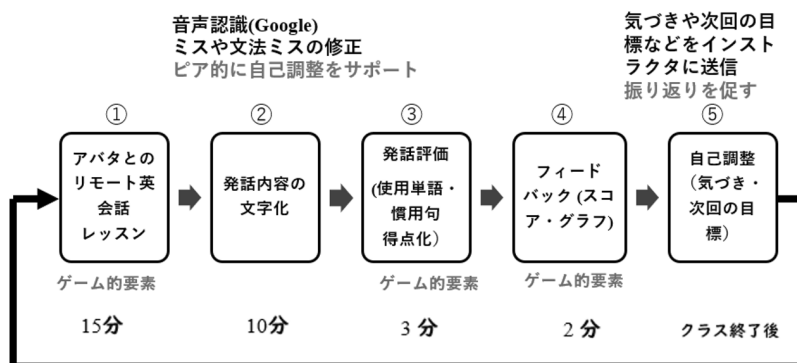 音声認識(Google)
ミスや文法ミスの修正
ピア的に自己調整をサポート
気づきや次回の目
標などをインスト
ラクタに送信
振り返りを促す
①
②
③
④
⑤
アバタとの
リモート英
会話
レッスン
発話内容の
文字化
発話評価
(使用単語・
慣用句
得点化）
フィード
バック (スコ
ア・グラフ)
自己調整
（気づき・
次回の目
標）
ゲーム的要素
ゲーム的要素
ゲーム的要素
15分
10分
3 分
2 分
クラス終了後